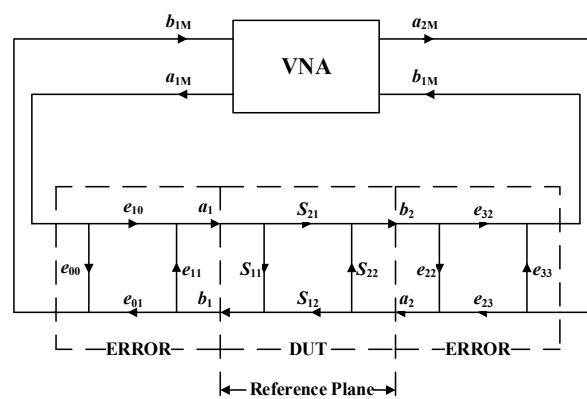 b1M
a2M
VNA
a1M
b1M
e10
a1
S21
b2
e32
e00
e11
S11
S22
e22
e33
e01
b1
S12
a2
e23
ERROR
DUT
ERROR
Reference Plane